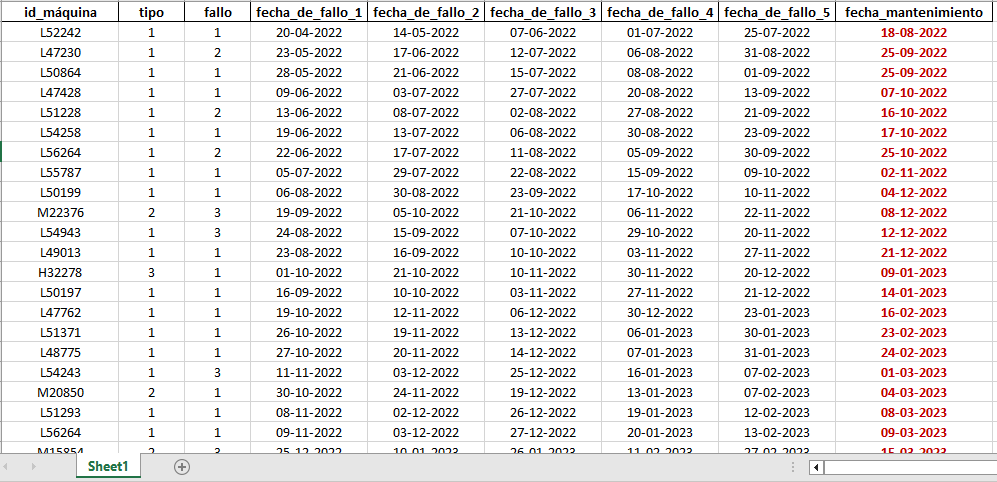 id_máquina tipo fallo fecha_de_fallo_1 fecha_de_fallo_2 fecha_de_fallo_3 fecha_de_fallo_4 fecha_de_fallo_5 fecha_mantenimiento
L52242 1 1 20-04-2022 14-05-2022 07-06-2022 01-07-2022 25-07-2022 18-08-2022
L47230 1 2 23-05-2022 17-06-2022 12-07-2022 06-08-2022 31-08-2022 25-09-2022
L50864 1 1 28-05-2022 21-06-2022 15-07-2022 08-08-2022 01-09-2022 25-09-2022
L47428 1 1 09-06-2022 03-07-2022 27-07-2022 20-08-2022 13-09-2022 07-10-2022
L51228 1 2 13-06-2022 08-07-2022 02-08-2022 27-08-2022 21-09-2022 16-10-2022
L54258 1 1 19-06-2022 13-07-2022 06-08-2022 30-08-2022 23-09-2022 17-10-2022
L56264 1 2 22-06-2022 17-07-2022 11-08-2022 05-09-2022 30-09-2022 25-10-2022
L55787 1 1 05-07-2022 29-07-2022 22-08-2022 15-09-2022 09-10-2022 02-11-2022
L50199 1 1 06-08-2022 30-08-2022 23-09-2022 17-10-2022 10-11-2022 04-12-2022
M22376 2 3 19-09-2022 05-10-2022 21-10-2022 06-11-2022 22-11-2022 08-12-2022
L54943 1 3 24-08-2022 15-09-2022 07-10-2022 29-10-2022 20-11-2022 12-12-2022
L49013 1 1 23-08-2022 16-09-2022 10-10-2022 03-11-2022 27-11-2022 21-12-2022
H32278 3 1 01-10-2022 21-10-2022 10-11-2022 30-11-2022 20-12-2022 09-01-2023
L50197 1 1 16-09-2022 10-10-2022 03-11-2022 27-11-2022 21-12-2022 14-01-2023
L47762 1 1 19-10-2022 12-11-2022 06-12-2022 30-12-2022 23-01-2023 16-02-2023
L51371 1 1 26-10-2022 19-11-2022 13-12-2022 06-01-2023 30-01-2023 23-02-2023
L48775 1 1 27-10-2022 20-11-2022 14-12-2022 07-01-2023 31-01-2023 24-02-2023
L54243 1 3 11-11-2022 03-12-2022 25-12-2022 16-01-2023 07-02-2023 01-03-2023
M20850 2 1 30-10-2022 24-11-2022 19-12-2022 13-01-2023 07-02-2023 04-03-2023
L51293 1 1 08-11-2022 02-12-2022 26-12-2022 19-01-2023 12-02-2023 08-03-2023
L56264 1 1 09-11-2022 03-12-2022 27-12-2022 20-01-2023 13-02-2023 09-03-2023
M15854 2 3 25-12-2022 10-01-2023 26-01-2023 11-02-2023 27-02-2023 15-03-2023
Sheet1